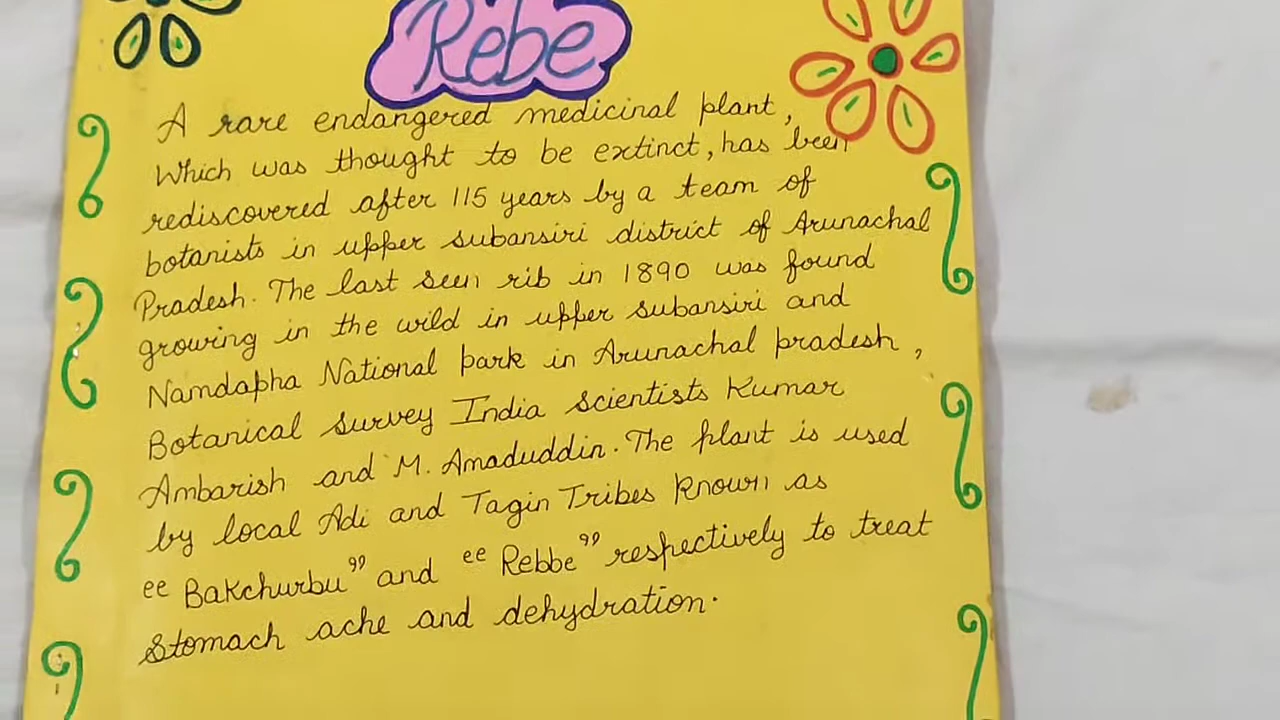 Rebe
A rare endangered medicinal plant,
Which was thought to be extinct, has been
rediscovered after 115 years by a team of
botanists in upper subansiri district of Arunachal
Pradesh. The last seen rib in 1890 was found
growing in the wild in upper subansiri and
Namdapha National park in Arunachal pradesh,
Botanical survey India scientists Kumar
Ambarish and M. Amaduddin. The plant is used
by local Adi and Tagin Tribes known as
“Bakchurbu” and “Rebbe” respectively to treat
Stomach ache and dehydration.